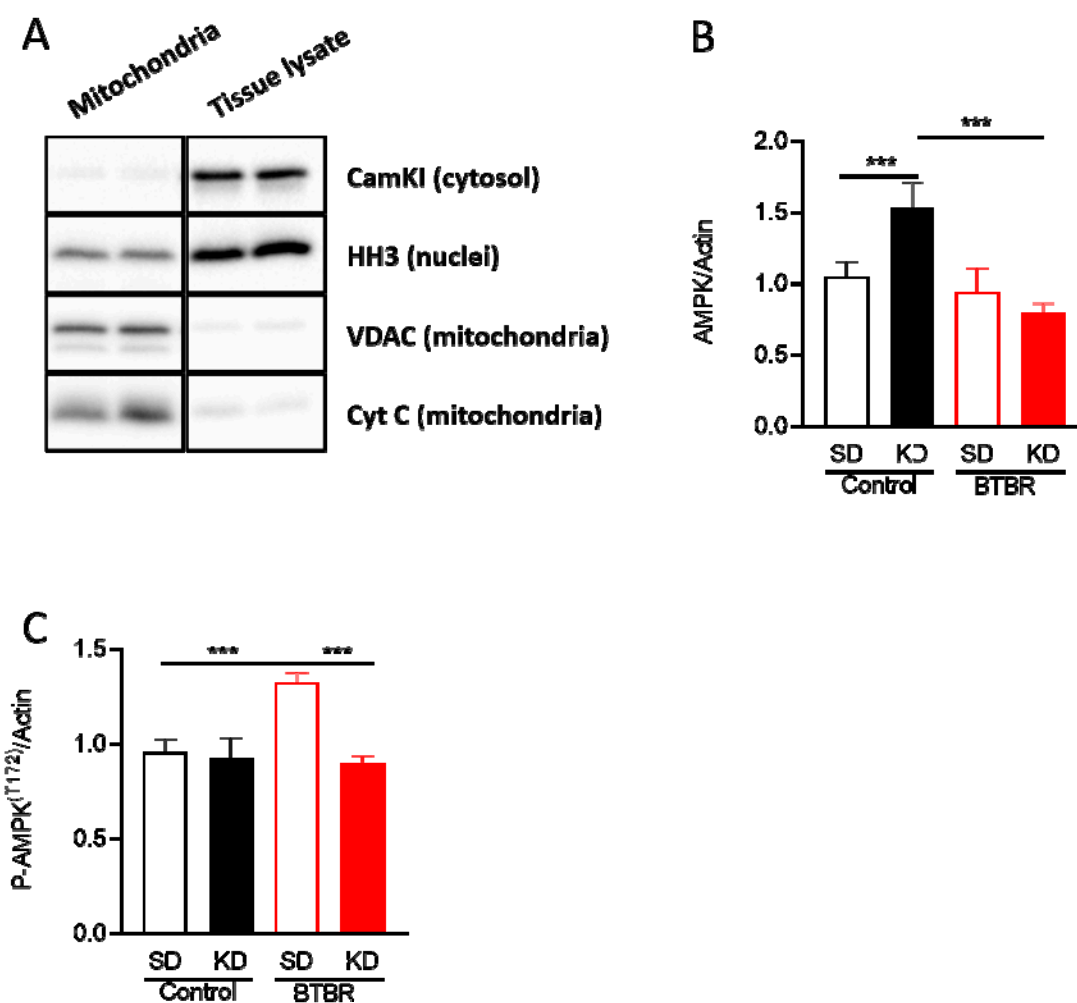 A
Mitochondria
Tissue lysate
CamKI (cytosol)
HH3 (nuclei)
VDAC (mitochondria)
Cyt C (mitochondria)
B
***
***
2.0
1.5
1.0
0.5
0.0
AMPK/Actin
SD KD SD KD
Control BTBR
C
*** ***
1.5
1.0
0.5
0.0
P-AMPK(T172)/Actin
SD KD SD KD
Control BTBR